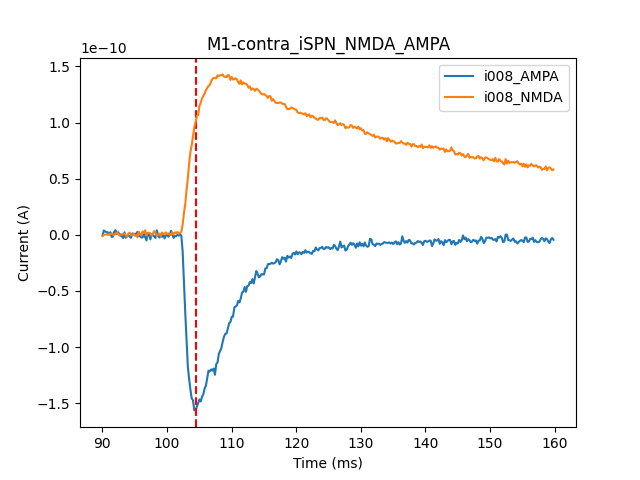 M1-contra_iSPN_NMDA_AMPA
1e−10
1.5
1.0
0.5
0.0
−0.5
−1.0
−1.5
Current (A)
i008_AMPA
i008_NMDA
90 100 110 120 130 140 150 160
Time (ms)